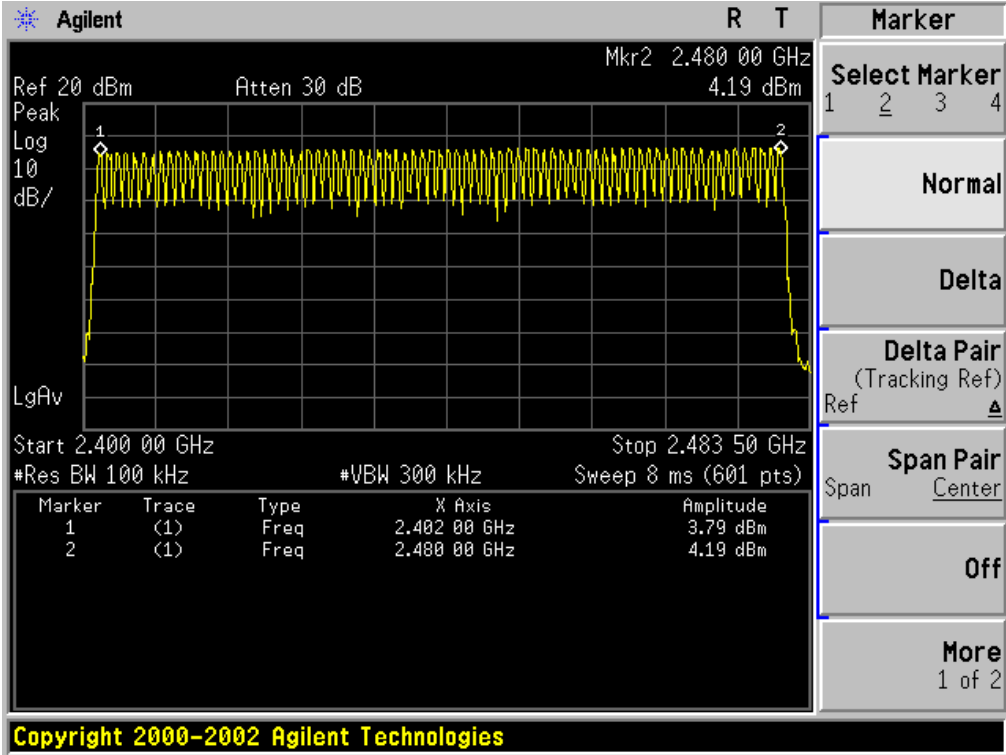 Agilent R T
Mkr2 2.480 00 GHz
Ref 20 dBm Atten 30 dB 4.19 dBm
Peak
Log
10
dB/
1
2
LgAv
Start 2.400 00 GHz Stop 2.483 50 GHz
#Res BW 100 kHz #VBW 300 kHz Sweep 8 ms (601 pts)
Marker Trace Type X Axis Amplitude
1 (1) Freq 2.402 00 GHz 3.79 dBm
2 (1) Freq 2.480 00 GHz 4.19 dBm
Marker
Select Marker
1 2 3 4
Normal
Delta
Delta Pair
(Tracking Ref)
Ref Δ
Span Pair
Span Center
Off
More
1 of 2
Copyright 2000-2002 Agilent Technologies